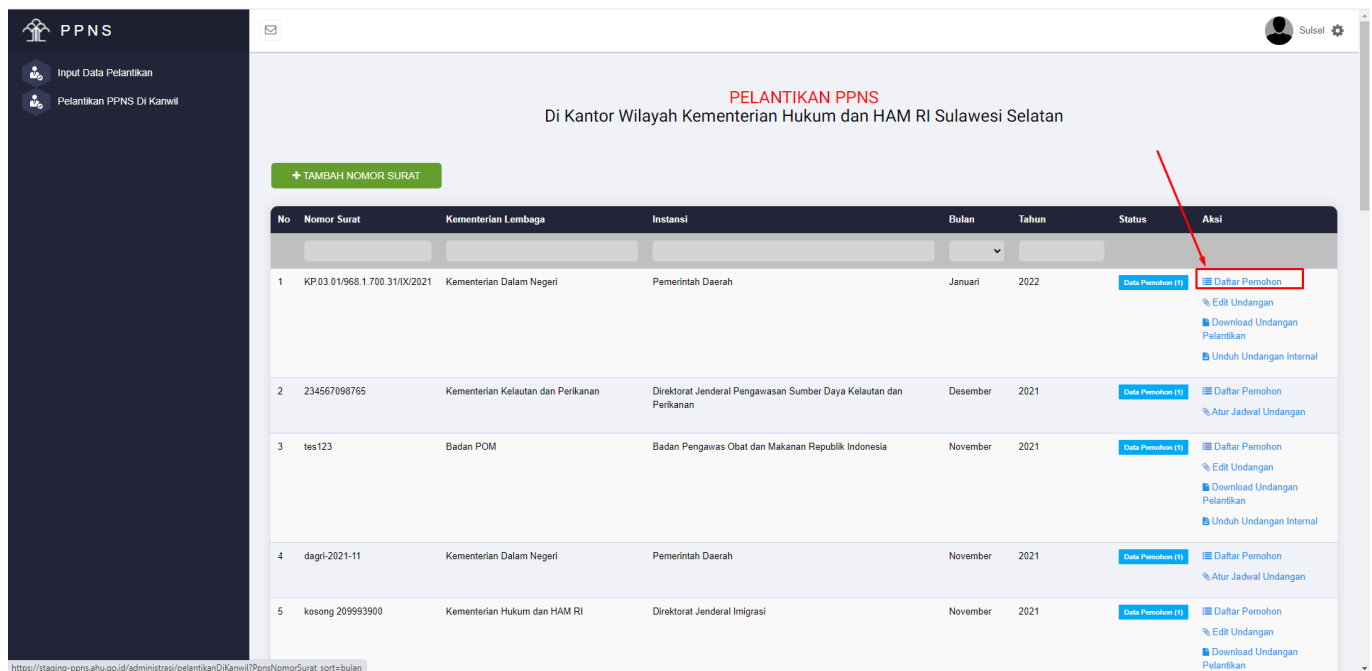 PPNS
Sulsel
Input Data Pelantikan
Pelantikan PPNS Di Kanwil
PELANTIKAN PPNS
Di Kantor Wilayah Kementerian Hukum dan HAM RI Sulawesi Selatan
+ TAMBAH NOMOR SURAT
No Nomor Surat Kementerian Lembaga Instansi Bulan Tahun Status Aksi
1 KP.03.01/968.1.700.31/IX/2021 Kementerian Dalam Negeri Pemerintah Daerah Januari 2022 Data Pemohon (1) Daftar Pemohon
Edit Undangan
Download Undangan
Pelantikan
Unduh Undangan Internal
2 234567098765 Kementerian Kelautan dan Perikanan Direktorat Jenderal Pengawasan Sumber Daya Kelautan dan Desember 2021 Data Pemohon (1) Daftar Pemohon
Perikanan
Atur Jadwal Undangan
3 tes123 Badan POM Badan Pengawas Obat dan Makanan Republik Indonesia November 2021 Data Pemohon (1) Daftar Pemohon
Edit Undangan
Download Undangan
Pelantikan
Unduh Undangan Internal
4 dagri-2021-11 Kementerian Dalam Negeri Pemerintah Daerah November 2021 Data Pemohon (1) Daftar Pemohon
Atur Jadwal Undangan
5 kosong 209993900 Kementerian Hukum dan HAM RI Direktorat Jenderal Imigrasi November 2021 Data Pemohon (1) Daftar Pemohon
Edit Undangan
Download Undangan
Pelantikan
https://staging-ppns.ahu.go.id/administrasi/pelantikanDiKanwil?PpnsNomorSurat_sort=bulan